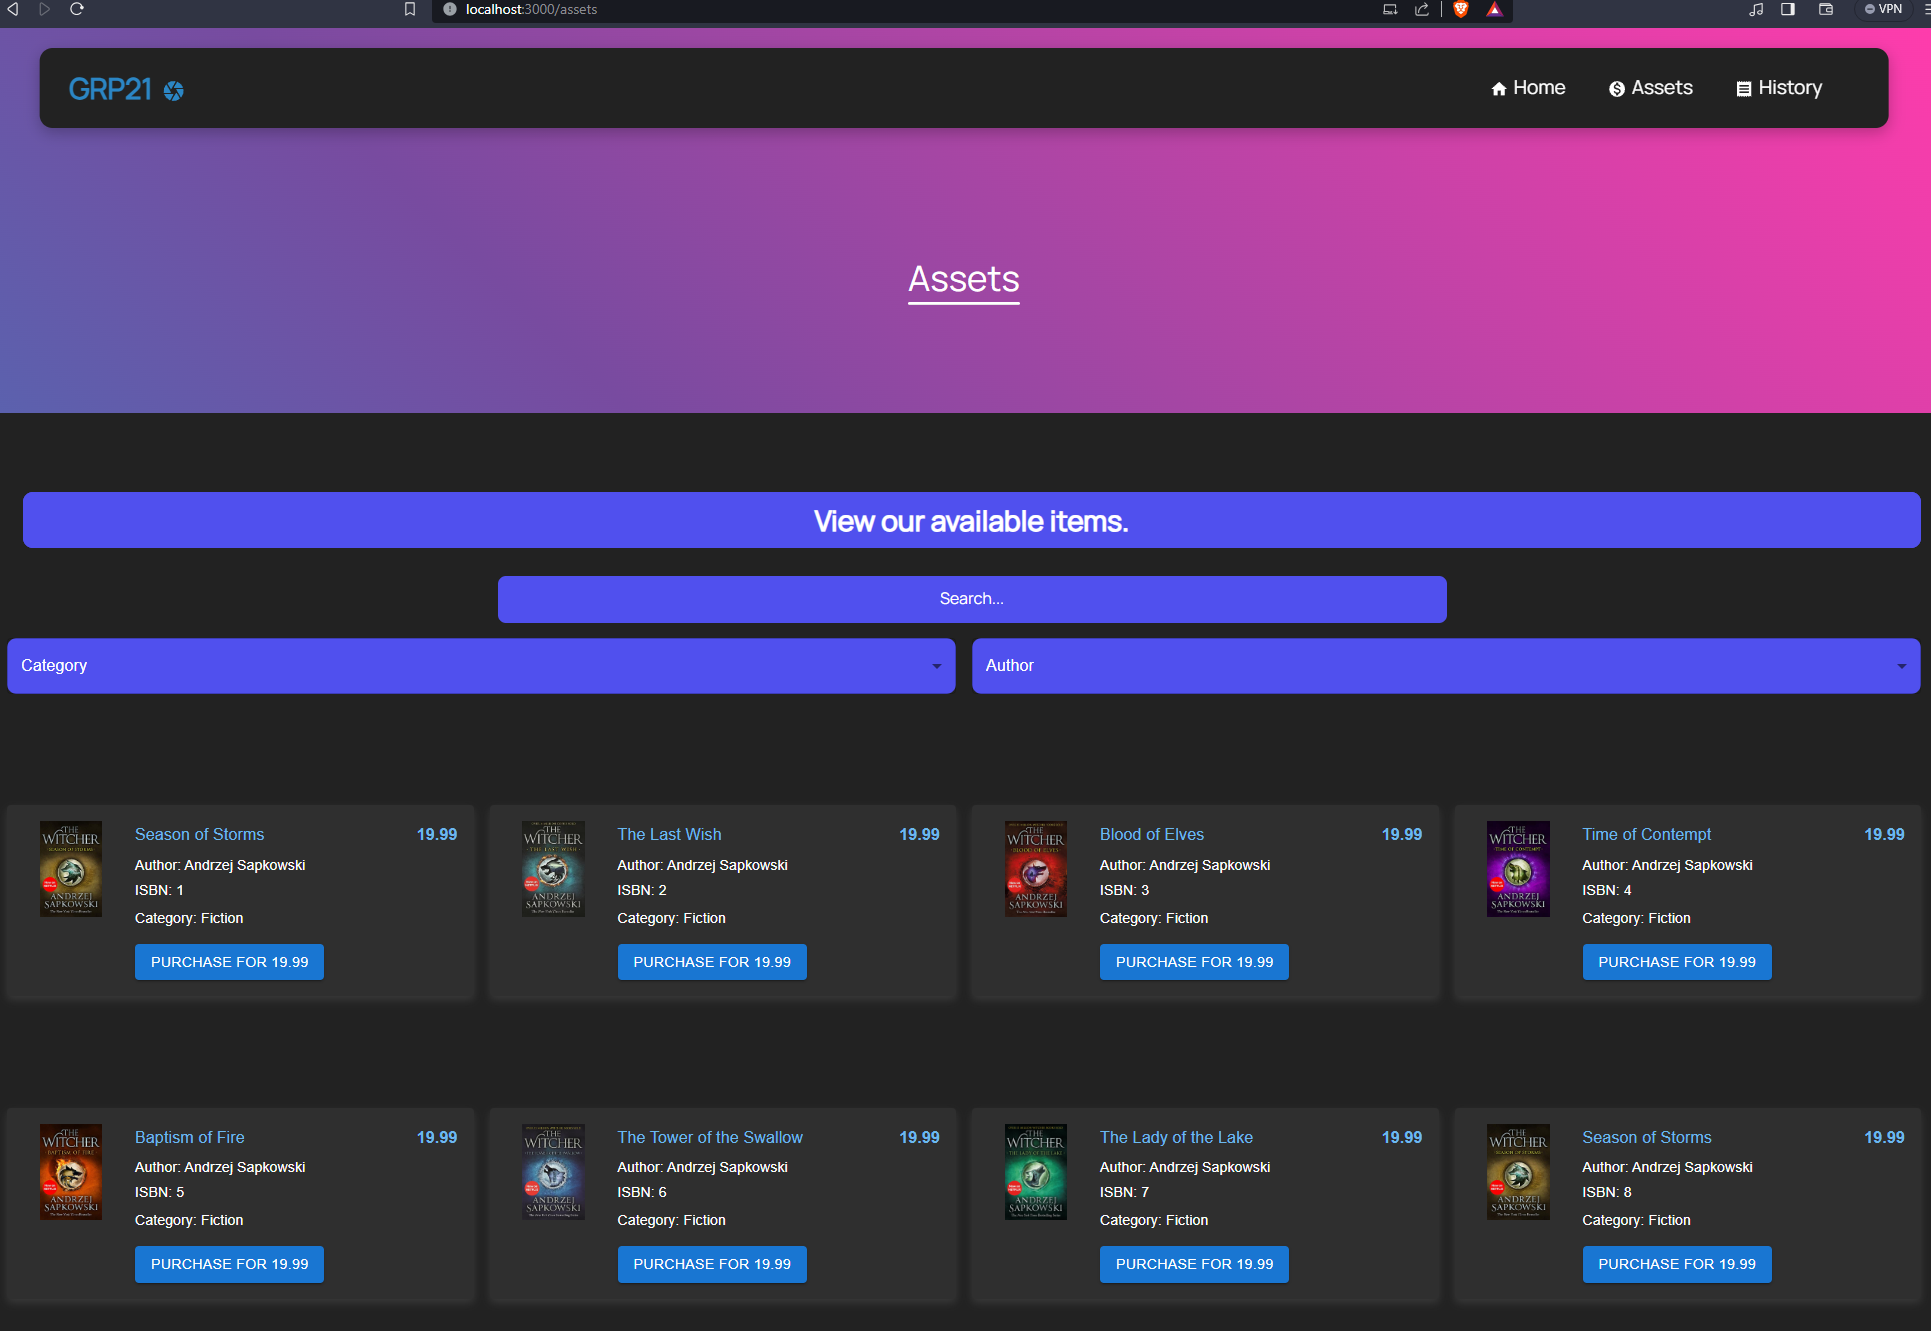 localhost:3000/assets
VPN
GRP21
Home Assets History
Assets
View our available items.
Search...
Category
Author
THE WITCHER
SEASON OF STORMS
ANDRZEJ SAPKOWSKI
Season of Storms 19.99
Author: Andrzej Sapkowski
ISBN: 1
Category: Fiction
PURCHASE FOR 19.99
THE WITCHER
THE LAST WISH
ANDRZEJ SAPKOWSKI
The Last Wish 19.99
Author: Andrzej Sapkowski
ISBN: 2
Category: Fiction
PURCHASE FOR 19.99
THE WITCHER
BLOOD OF ELVES
ANDRZEJ SAPKOWSKI
Blood of Elves 19.99
Author: Andrzej Sapkowski
ISBN: 3
Category: Fiction
PURCHASE FOR 19.99
THE WITCHER
TIME OF CONTEMPT
ANDRZEJ SAPKOWSKI
Time of Contempt 19.99
Author: Andrzej Sapkowski
ISBN: 4
Category: Fiction
PURCHASE FOR 19.99
THE WITCHER
BAPTISM OF FIRE
ANDRZEJ SAPKOWSKI
Baptism of Fire 19.99
Author: Andrzej Sapkowski
ISBN: 5
Category: Fiction
PURCHASE FOR 19.99
THE WITCHER
ANDRZEJ SAPKOWSKI
The Tower of the Swallow 19.99
Author: Andrzej Sapkowski
ISBN: 6
Category: Fiction
PURCHASE FOR 19.99
THE WITCHER
THE LADY OF THE LAKE
ANDRZEJ SAPKOWSKI
The Lady of the Lake 19.99
Author: Andrzej Sapkowski
ISBN: 7
Category: Fiction
PURCHASE FOR 19.99
THE WITCHER
SEASON OF STORMS
ANDRZEJ SAPKOWSKI
Season of Storms 19.99
Author: Andrzej Sapkowski
ISBN: 8
Category: Fiction
PURCHASE FOR 19.99